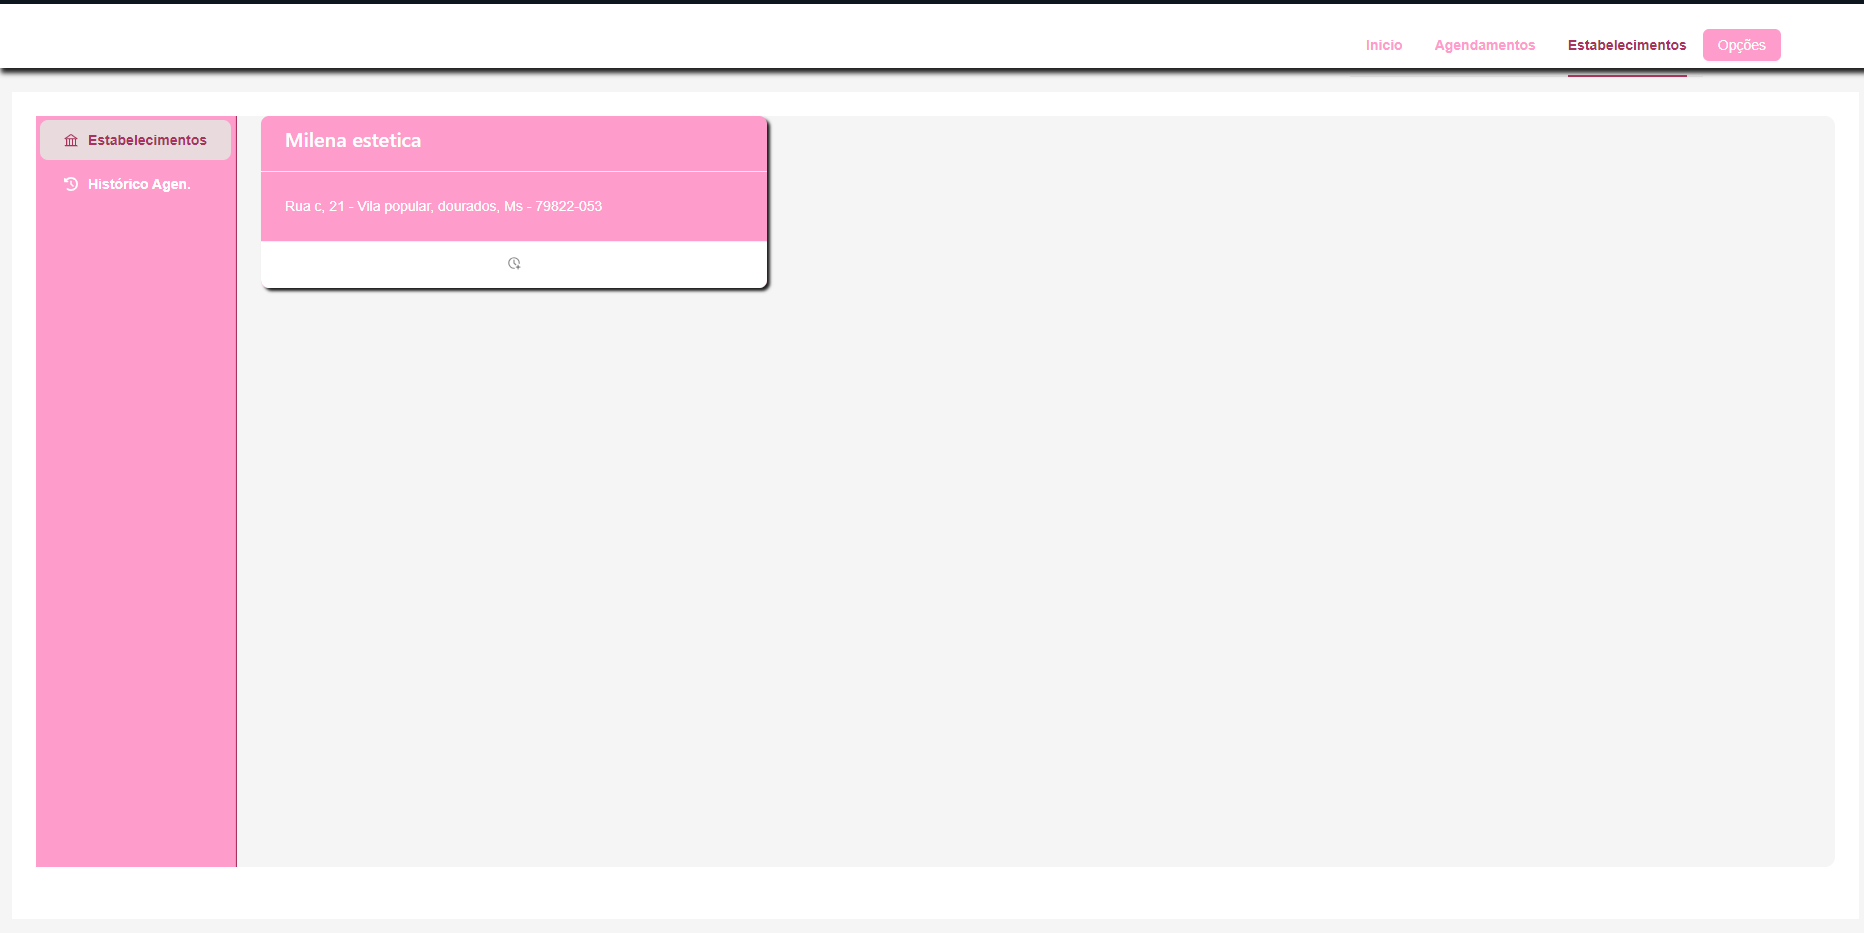 Inicio
Agendamentos
Estabelecimentos
Opções
Estabelecimentos
Histórico Agen.
Milena estetica
Rua c, 21 - Vila popular, dourados, Ms - 79822-053